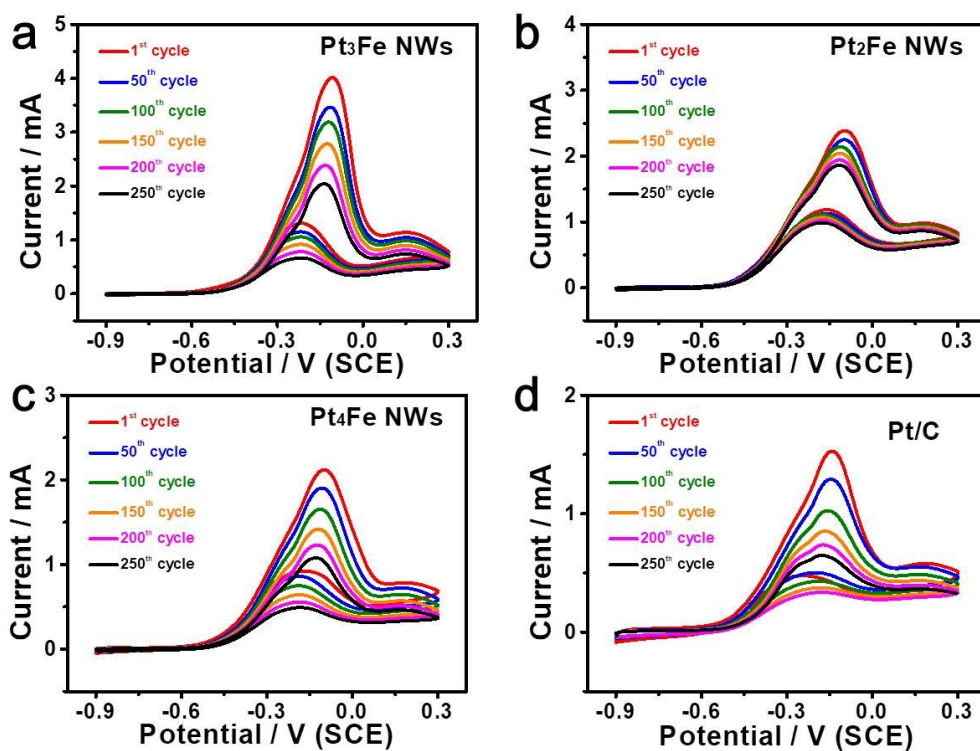 a
Pt₃Fe NWs
1ˢᵗ cycle
50ᵗʰ cycle
100ᵗʰ cycle
150ᵗʰ cycle
200ᵗʰ cycle
250ᵗʰ cycle
5
4
3
2
1
0
Current / mA
-0.9 -0.6 -0.3 0.0 0.3
Potential / V (SCE)
b
Pt₂Fe NWs
1ˢᵗ cycle
50ᵗʰ cycle
100ᵗʰ cycle
150ᵗʰ cycle
200ᵗʰ cycle
250ᵗʰ cycle
4
3
2
1
0
Current / mA
-0.9 -0.6 -0.3 0.0 0.3
Potential / V (SCE)
c
Pt₄Fe NWs
1ˢᵗ cycle
50ᵗʰ cycle
100ᵗʰ cycle
150ᵗʰ cycle
200ᵗʰ cycle
250ᵗʰ cycle
3
2
1
0
Current / mA
-0.9 -0.6 -0.3 0.0 0.3
Potential / V (SCE)
d
Pt/C
1ˢᵗ cycle
50ᵗʰ cycle
100ᵗʰ cycle
150ᵗʰ cycle
200ᵗʰ cycle
250ᵗʰ cycle
2
1
0
Current / mA
-0.9 -0.6 -0.3 0.0 0.3
Potential / V (SCE)